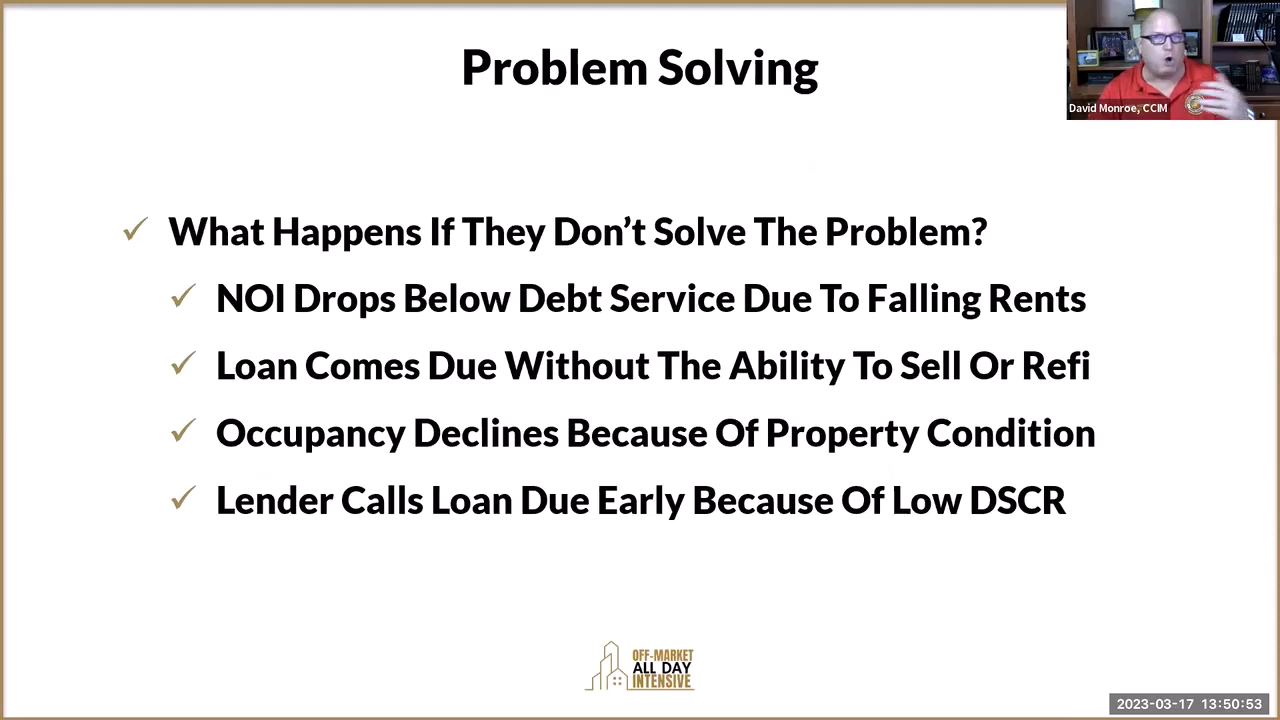 Problem Solving
David Monroe, CCIM
What Happens If They Don’t Solve The Problem?
NOI Drops Below Debt Service Due To Falling Rents
Loan Comes Due Without The Ability To Sell Or Refi
Occupancy Declines Because Of Property Condition
Lender Calls Loan Due Early Because Of Low DSCR
OFF-MARKET
ALL DAY
INTENSIVE
2023-03-17 13:50:53